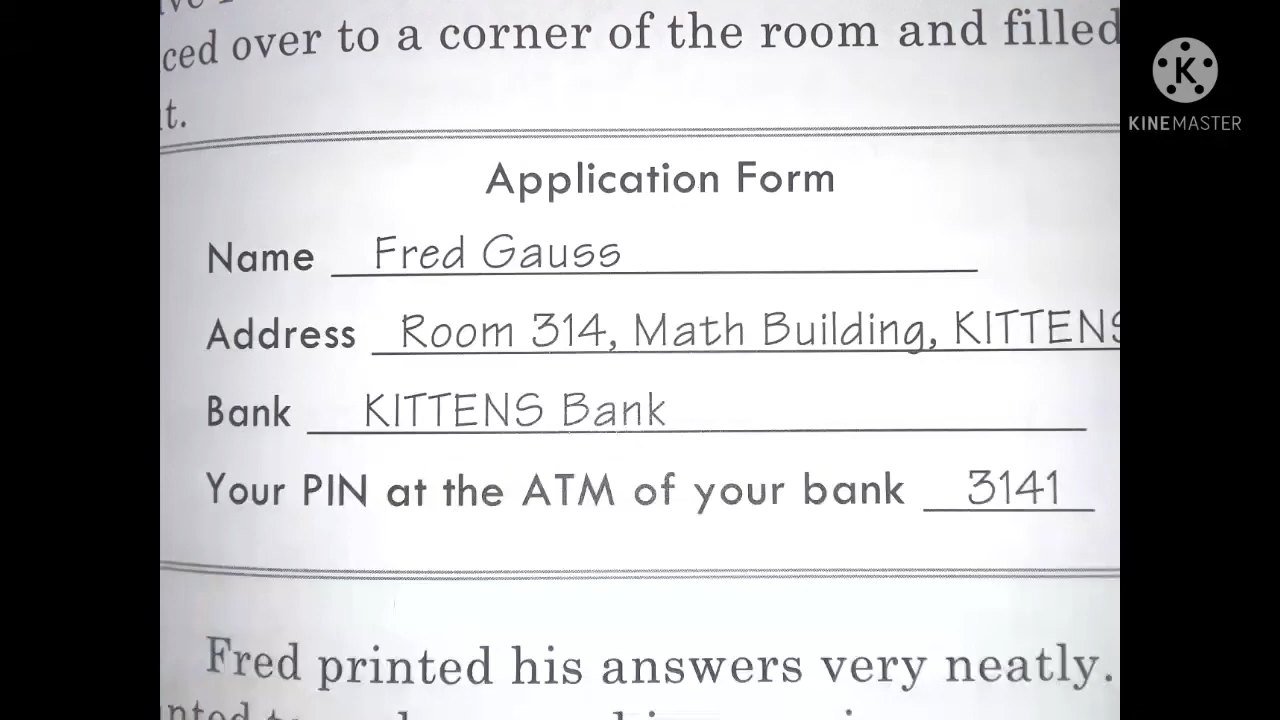 ced over to a corner of the room and filled
t.
Application Form
Name Fred Gauss
Address Room 314, Math Building, KITTENS
Bank KITTENS Bank
Your PIN at the ATM of your bank 3141
Fred printed his answers very neatly.
K
KINEMASTER